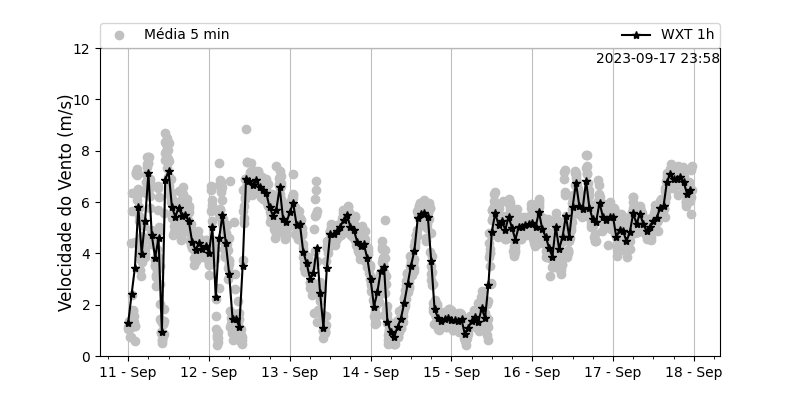 Média 5 min
WXT 1h
2023-09-17 23:58
Velocidade do Vento (m/s)
12
10
8
6
4
2
0
11 - Sep
12 - Sep
13 - Sep
14 - Sep
15 - Sep
16 - Sep
17 - Sep
18 - Sep